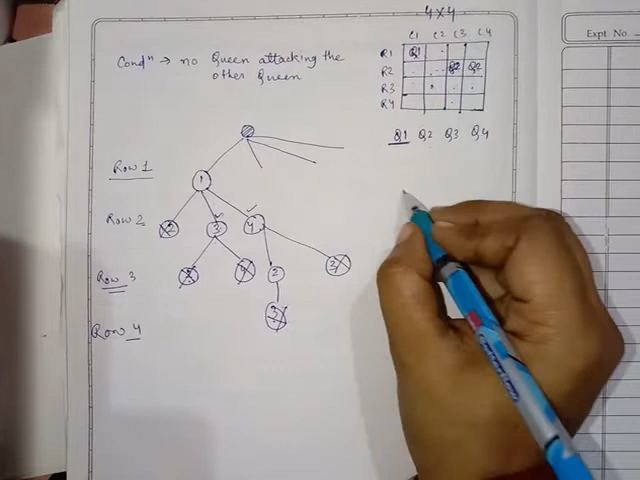 4x4
Condⁿ → no Queen attacking the
other Queen
C1 C2 C3 C4
R1 Q1
R2 Q2 Q2
R3
R4
Q1 Q2 Q3 Q4
Expt. No.
Row 1
1
Row 2
2 3 4
Row 3
2 4 2 3
3
Row 4